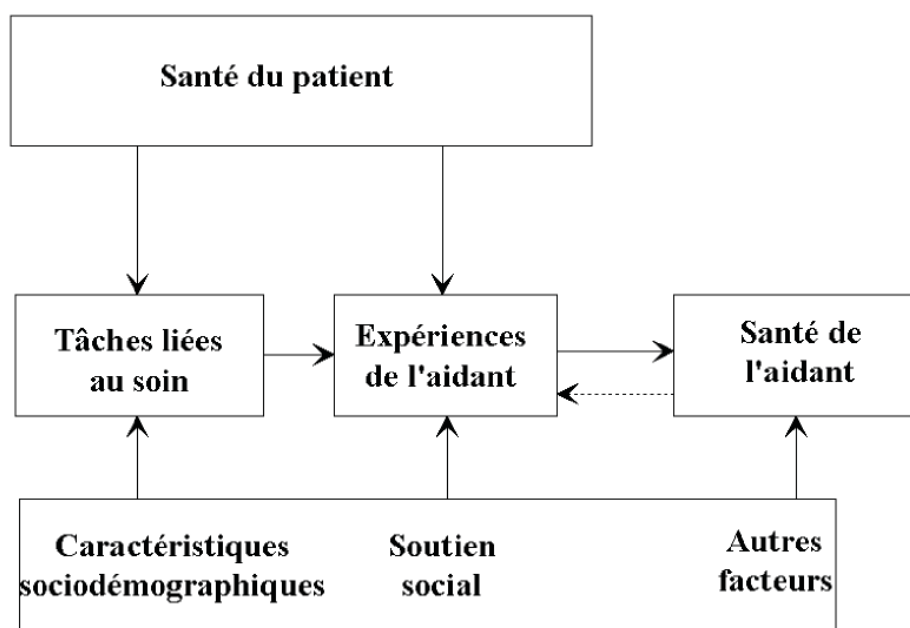 Santé du patient
Tâches liées
au soin
Expériences
de l'aidant
Santé de
l'aidant
Caractéristiques
sociodémographiques
Soutien
social
Autres
facteurs